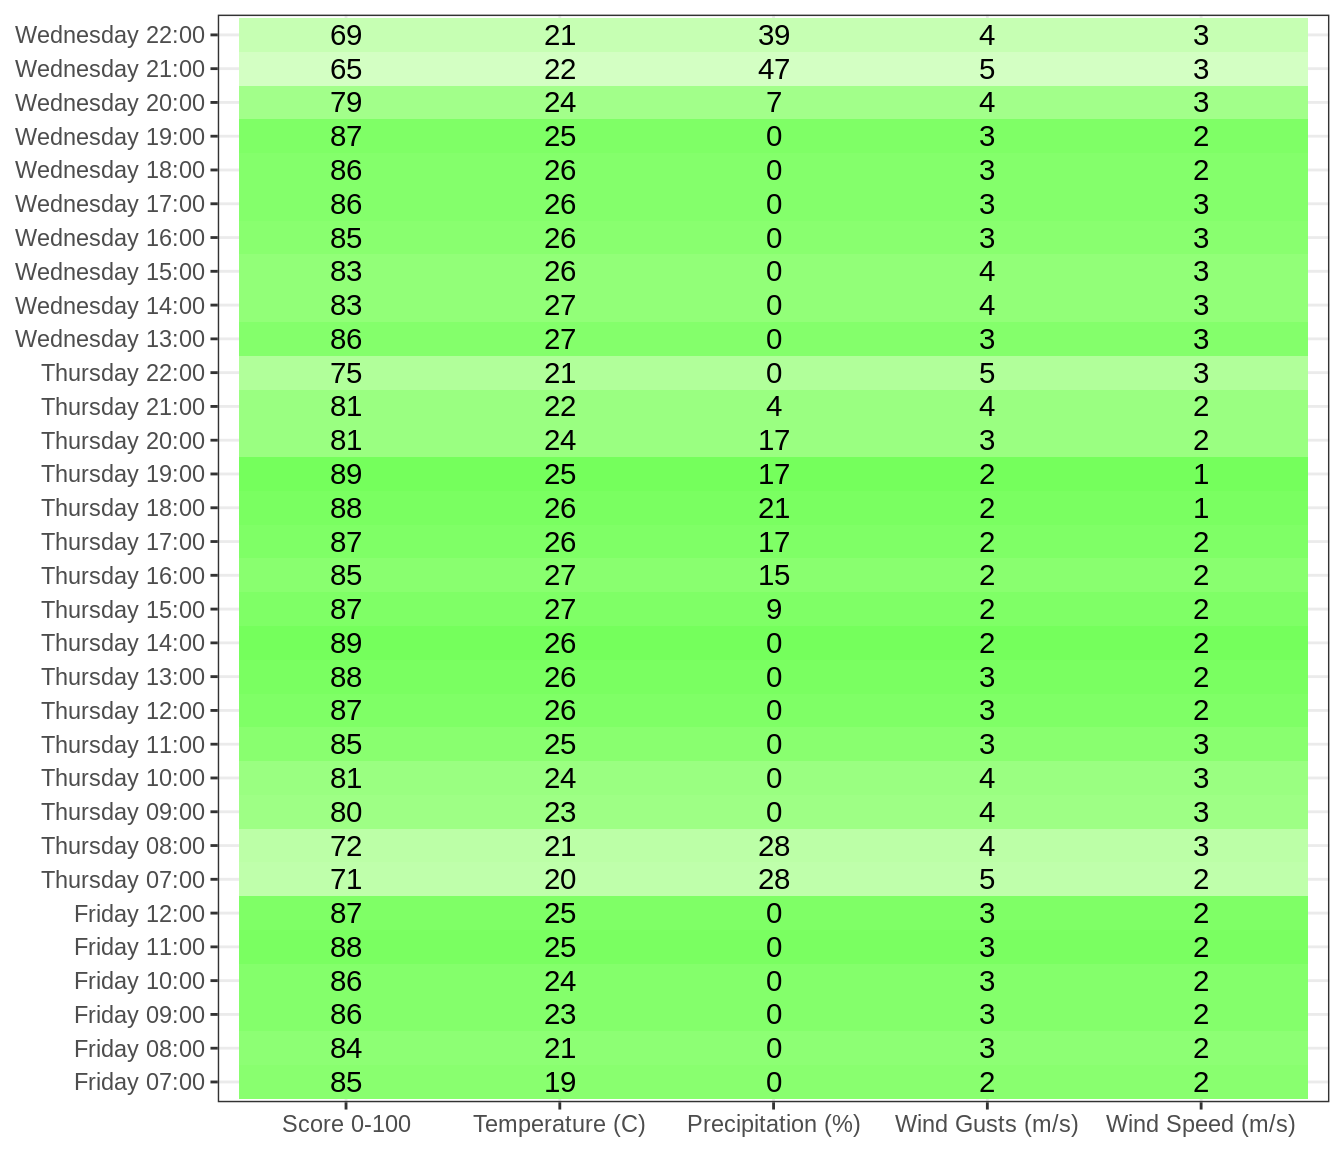 Wednesday 22:00 69 21 39 4 3
Wednesday 21:00 65 22 47 5 3
Wednesday 20:00 79 24 7 4 3
Wednesday 19:00 87 25 0 3 2
Wednesday 18:00 86 26 0 3 2
Wednesday 17:00 86 26 0 3 3
Wednesday 16:00 85 26 0 3 3
Wednesday 15:00 83 26 0 4 3
Wednesday 14:00 83 27 0 4 3
Wednesday 13:00 86 27 0 3 3
Thursday 22:00 75 21 0 5 3
Thursday 21:00 81 22 4 4 2
Thursday 20:00 81 24 17 3 2
Thursday 19:00 89 25 17 2 1
Thursday 18:00 88 26 21 2 1
Thursday 17:00 87 26 17 2 2
Thursday 16:00 85 27 15 2 2
Thursday 15:00 87 27 9 2 2
Thursday 14:00 89 26 0 2 2
Thursday 13:00 88 26 0 3 2
Thursday 12:00 87 26 0 3 2
Thursday 11:00 85 25 0 3 3
Thursday 10:00 81 24 0 4 3
Thursday 09:00 80 23 0 4 3
Thursday 08:00 72 21 28 4 3
Thursday 07:00 71 20 28 5 2
Friday 12:00 87 25 0 3 2
Friday 11:00 88 25 0 3 2
Friday 10:00 86 24 0 3 2
Friday 09:00 86 23 0 3 2
Friday 08:00 84 21 0 3 2
Friday 07:00 85 19 0 2 2
Score 0-100 Temperature (C) Precipitation (%) Wind Gusts (m/s) Wind Speed (m/s)